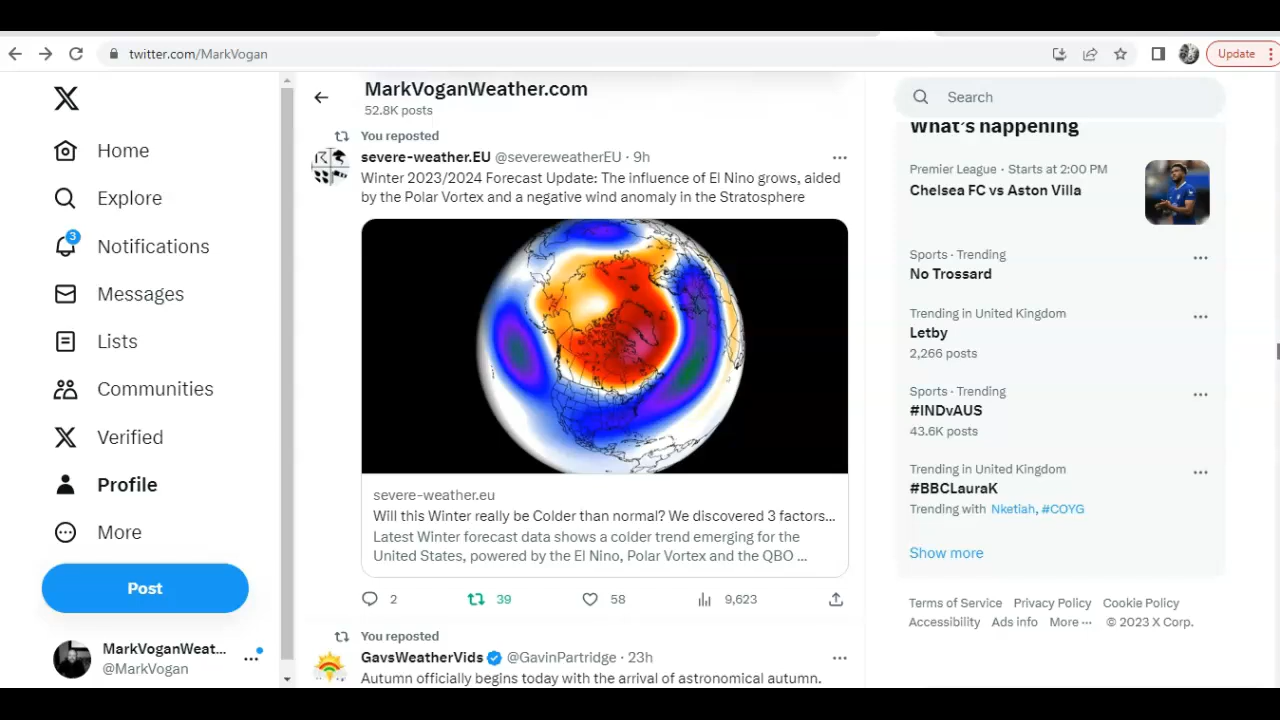 twitter.com/MarkVogan
Update
Home
Explore
3
Notifications
Messages
Lists
Communities
Verified
Profile
More
Post
MarkVoganWeat...
@MarkVogan
MarkVoganWeather.com
52.8K posts
You reposted
severe-weather.EU @severeweatherEU · 9h
Winter 2023/2024 Forecast Update: The influence of El Nino grows, aided
by the Polar Vortex and a negative wind anomaly in the Stratosphere
severe-weather.eu
Will this Winter really be Colder than normal? We discovered 3 factors...
Latest Winter forecast data shows a colder trend emerging for the
United States, powered by the El Nino, Polar Vortex and the QBO ...
2 39 58 9,623
You reposted
GavsWeatherVids @GavinPartridge · 23h
Autumn officially begins today with the arrival of astronomical autumn.
Search
What's happening
Premier League · Starts at 2:00 PM
Chelsea FC vs Aston Villa
Sports · Trending
No Trossard
Trending in United Kingdom
Letby
2,266 posts
Sports · Trending
#INDvAUS
43.6K posts
Trending in United Kingdom
#BBCLauraK
Trending with Nketiah, #COYG
Show more
Terms of Service Privacy Policy Cookie Policy
Accessibility Ads info More ··· © 2023 X Corp.